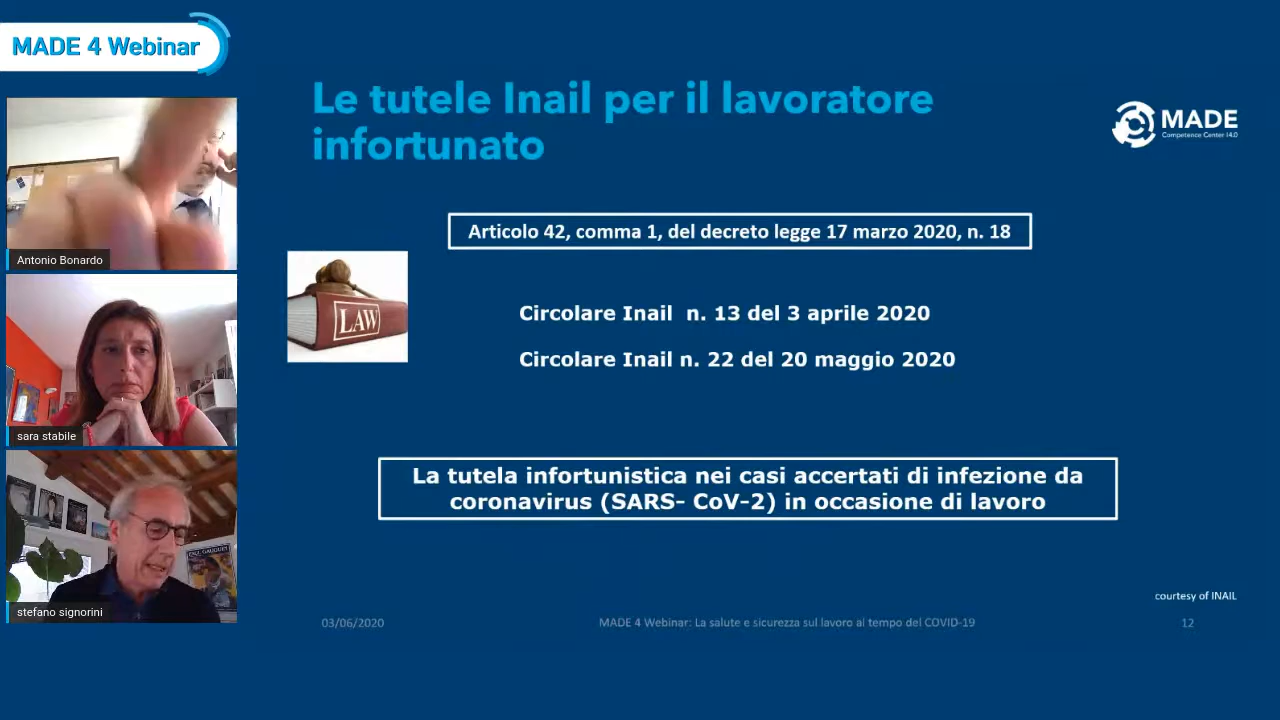 MADE 4 Webinar
Le tutele Inail per il lavoratore
infortunato
MADE
Competence Center I4.0
Articolo 42, comma 1, del decreto legge 17 marzo 2020, n. 18
LAW
Circolare Inail n. 13 del 3 aprile 2020
Circolare Inail n. 22 del 20 maggio 2020
La tutela infortunistica nei casi accertati di infezione da
coronavirus (SARS- CoV-2) in occasione di lavoro
courtesy of INAIL
03/06/2020
MADE 4 Webinar: La salute e sicurezza sul lavoro al tempo del COVID-19
12
Antonio Bonardo
sara stabile
stefano signorini
PAUL GAUGUIN